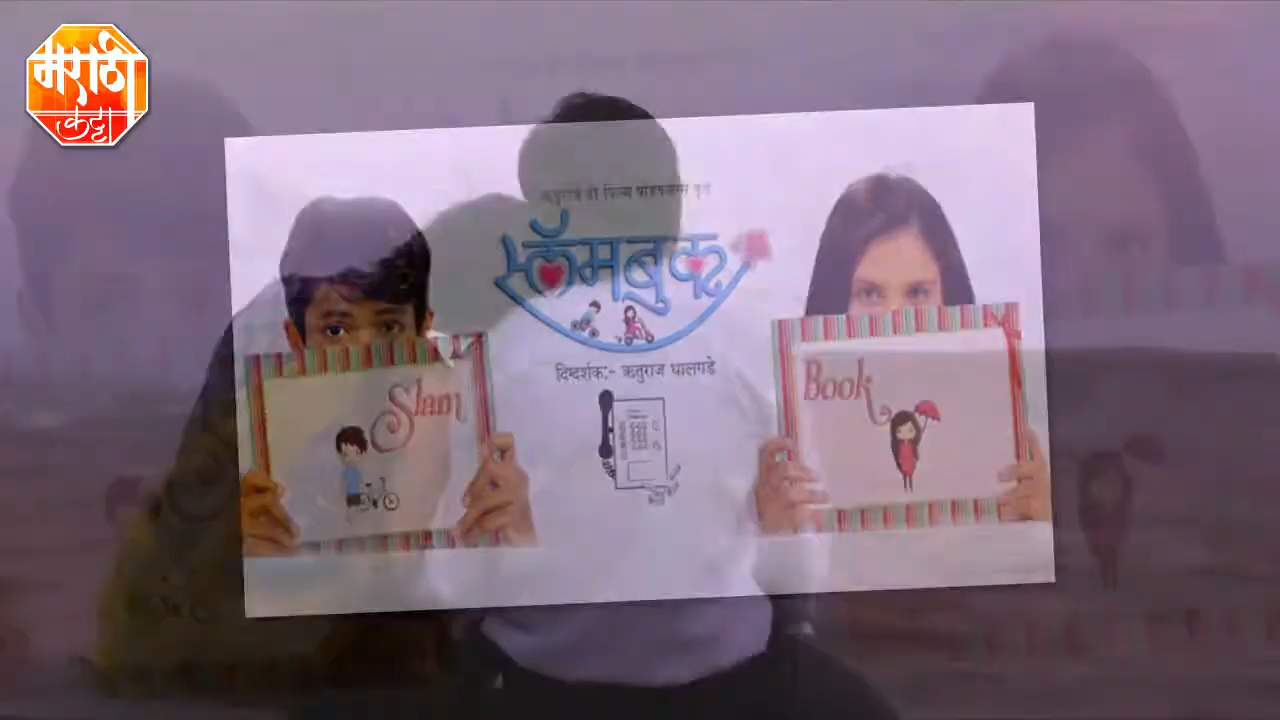 मराठी
कट्टा
स्लॅमबुक
दिग्दर्शक:- ऋतुराज धालगडे
Slam
Book